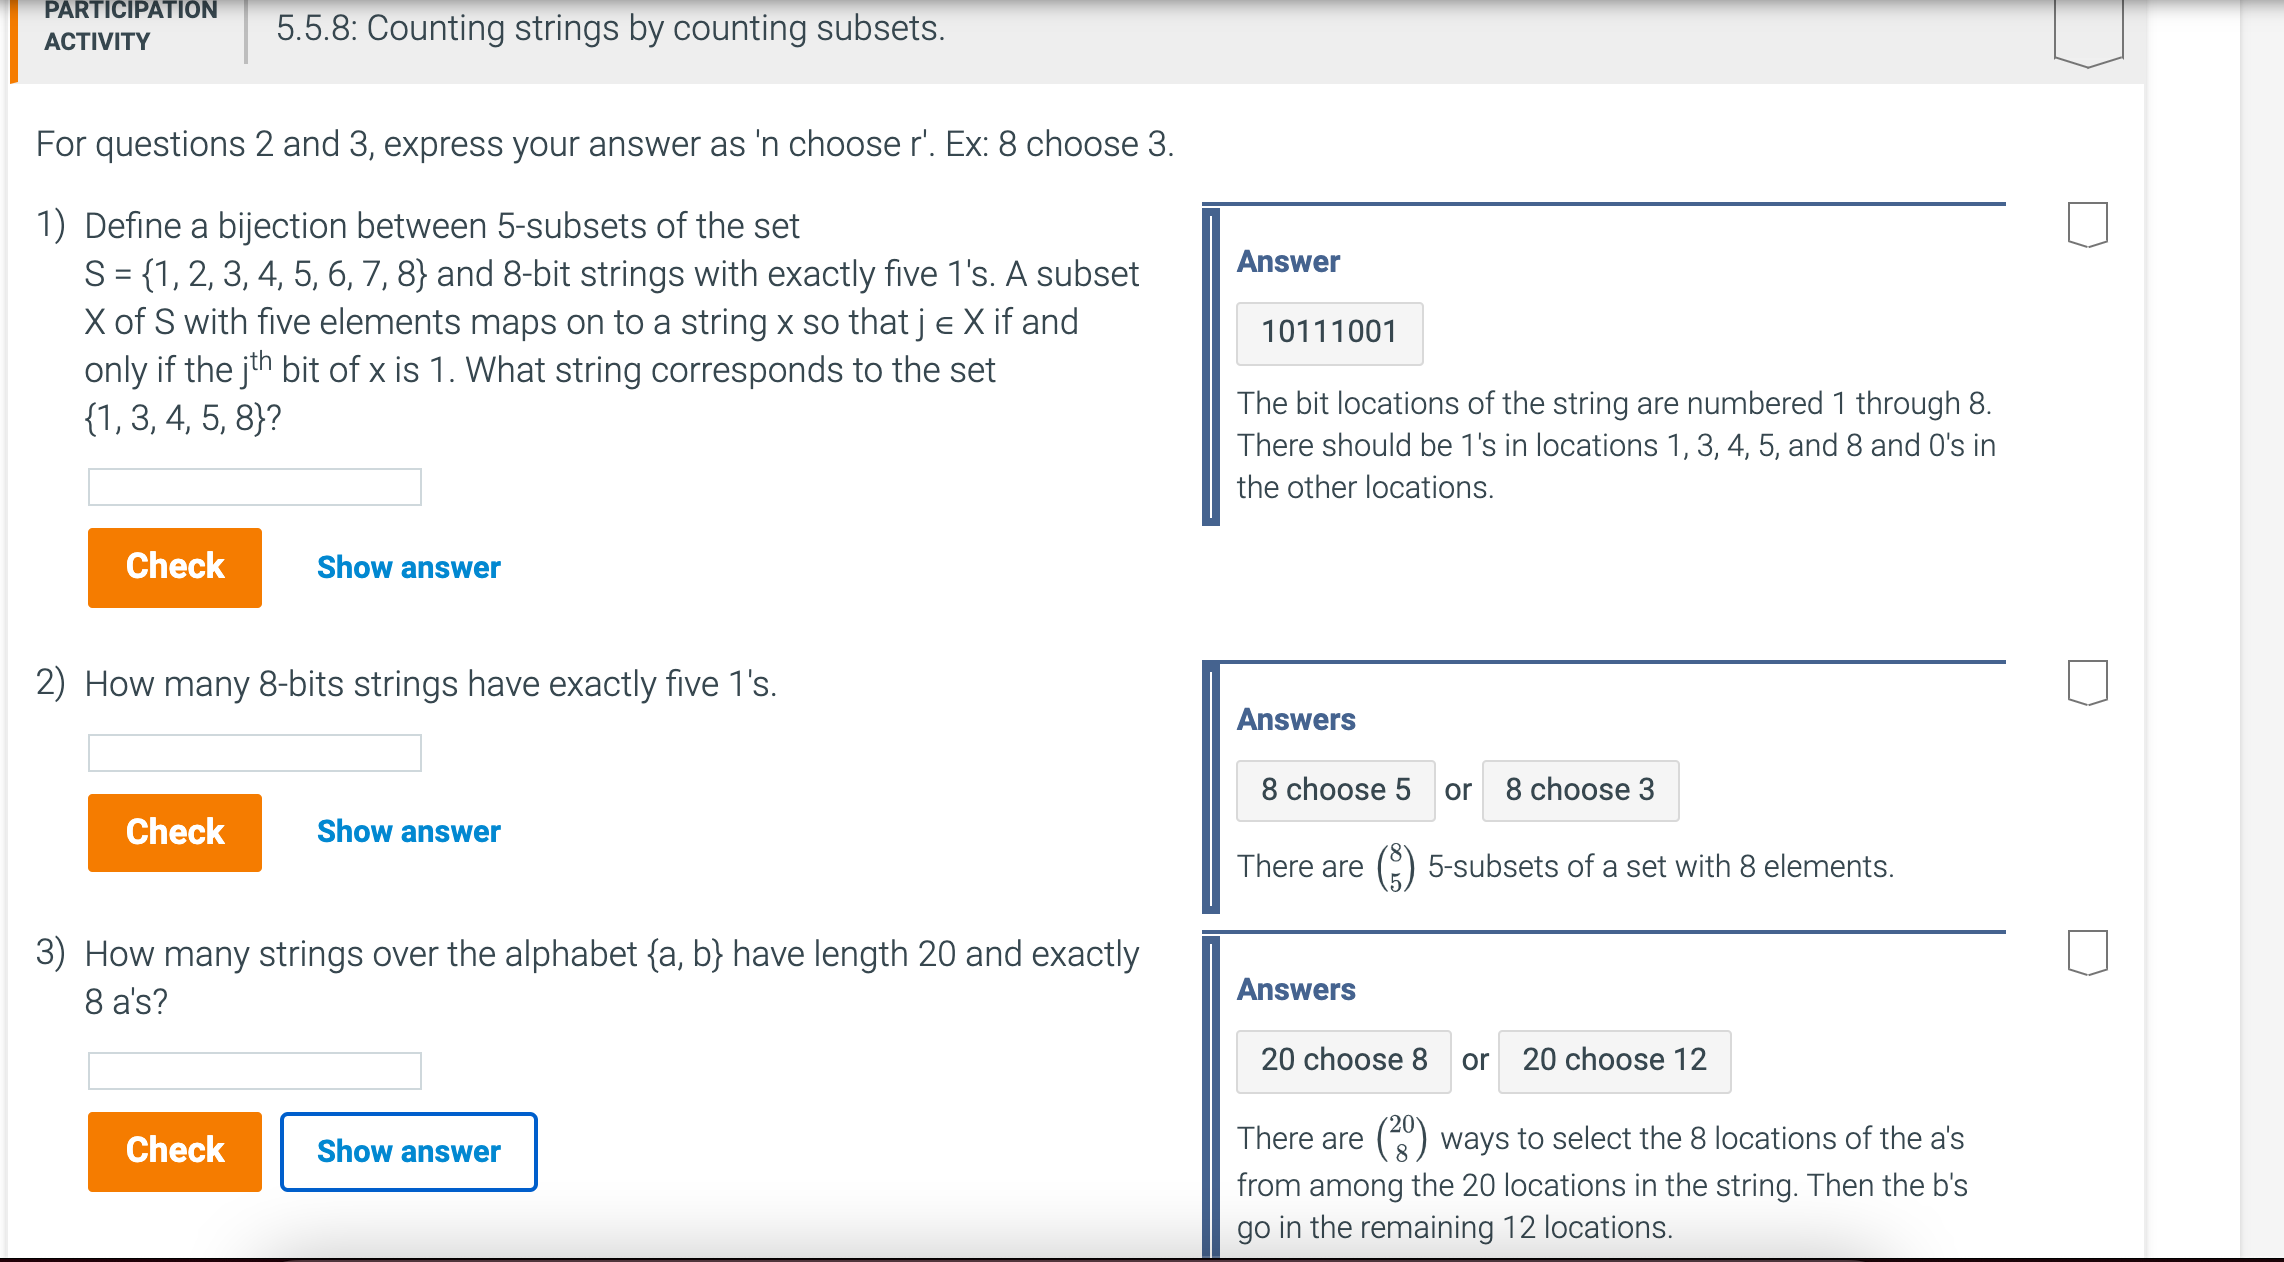 PARTICIPATION
ACTIVITY
5.5.8: Counting strings by counting subsets.
For questions 2 and 3, express your answer as 'n choose r'. Ex: 8 choose 3.
1) Define a bijection between 5-subsets of the set
S = {1, 2, 3, 4, 5, 6, 7, 8} and 8-bit strings with exactly five 1's. A subset
X of S with five elements maps on to a string x so that j ∈ X if and
only if the jᵗʰ bit of x is 1. What string corresponds to the set
{1, 3, 4, 5, 8}?
Check Show answer
Answer
10111001
The bit locations of the string are numbered 1 through 8.
There should be 1's in locations 1, 3, 4, 5, and 8 and 0's in
the other locations.
2) How many 8-bits strings have exactly five 1's.
Check Show answer
Answers
8 choose 5 or 8 choose 3
There are (8 5) 5-subsets of a set with 8 elements.
3) How many strings over the alphabet {a, b} have length 20 and exactly
8 a's?
Check Show answer
Answers
20 choose 8 or 20 choose 12
There are (20 8) ways to select the 8 locations of the a's
from among the 20 locations in the string. Then the b's
go in the remaining 12 locations.